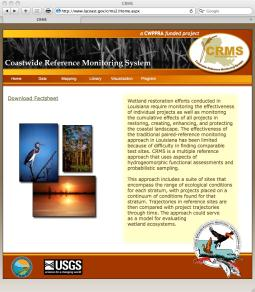 CRMS
http://www.lacoast.gov/crms2/Home.aspx
Google
CRMS
a CWPPRA funded project
CRMS
Coastwide Reference Monitoring System
Home Data Mapping Library Visualization Program
Download Factsheet
Wetland restoration efforts conducted in
Louisiana require monitoring the effectiveness
of individual projects as well as monitoring
the cumulative effects of all projects in
restoring, creating, enhancing, and protecting
the coastal landscape. The effectiveness of
the traditional paired-reference monitoring
approach in Louisiana has been limited
because of difficulty in finding comparable
test sites. CRMS is a multiple reference
approach that uses aspects of
hydrogeomorphic functional assessments and
probabilistic sampling.
This approach includes a suite of sites that
encompass the range of ecological conditions
for each stratum, with projects placed on a
continuum of conditions found for that
stratum. Trajectories in reference sites are
then compared with project trajectories
through time. The approach could serve
as a model for evaluating
wetland ecosystems.
USGS
science for a changing world